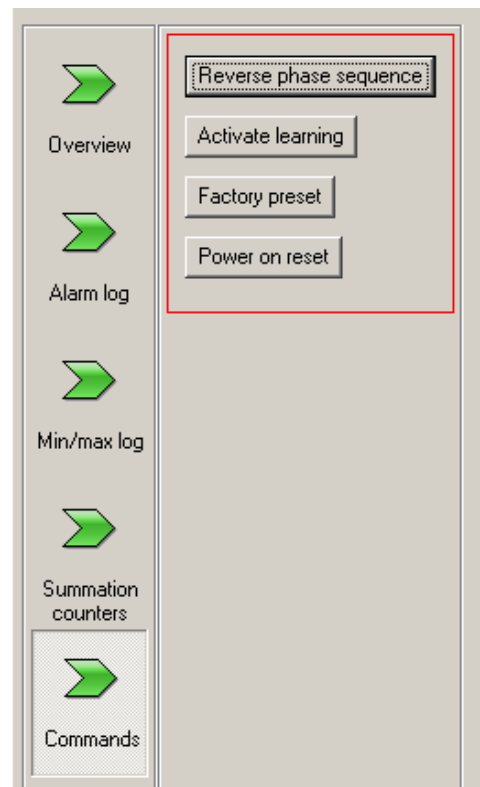 Overview
Alarm log
Min/max log
Summation
counters
Commands
Reverse phase sequence
Activate learning
Factory preset
Power on reset